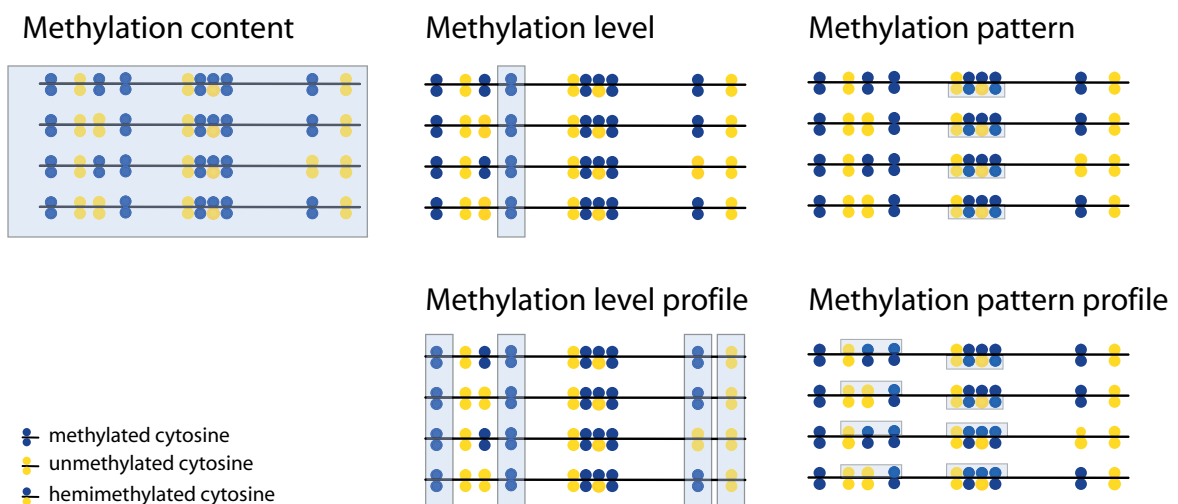 Methylation content
Methylation level
Methylation pattern
Methylation level profile
Methylation pattern profile
methylated cytosine
unmethylated cytosine
hemimethylated cytosine